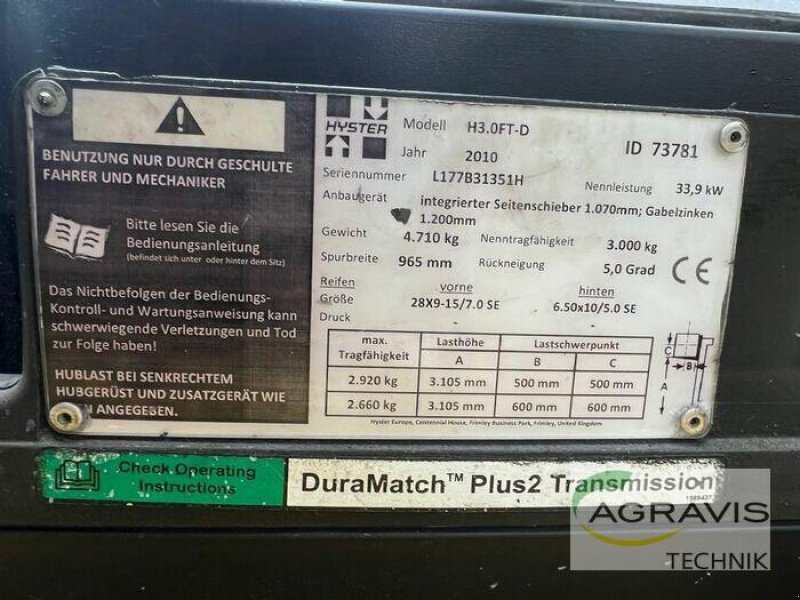 BENUTZUNG NUR DURCH GESCHULTE
FAHRER UND MECHANIKER
Bitte lesen Sie die
Bedienungsanleitung
(befindet sich unter oder hinter dem Sitz)
Das Nichtbefolgen der Bedienungs-
Kontroll- und Wartungsanweisung kann
schwerwiegende Verletzungen und Tod
zur Folge haben!
HUBLAST BEI SENKRECHTEM
HUBGERÜST UND ZUSATZGERÄT WIE
ANGEGEBEN.
HYSTER
Modell H3.0FT-D
Jahr 2010 ID 73781
Seriennummer L177B31351H Nennleistung 33,9 kW
Anbaugerät integrierter Seitenschieber 1.070mm; Gabelzinken
1.200mm
Gewicht 4.710 kg Nenntragfähigkeit 3.000 kg
Spurbreite 965 mm Rückneigung 5,0 Grad CE
Reifen vorne hinten
Größe 28X9-15/7.0 SE 6.50x10/5.0 SE
Druck
max. Tragfähigkeit Lasthöhe Lastschwerpunkt
A B C
2.920 kg 3.105 mm 500 mm 500 mm
2.660 kg 3.105 mm 600 mm 600 mm
C
B
A
Hyster Europe, Centennial House, Frimley Business Park, Frimley, United Kingdom
Check Operating
Instructions
DuraMatch™ Plus2 Transmission
AGRAVIS
TECHNIK